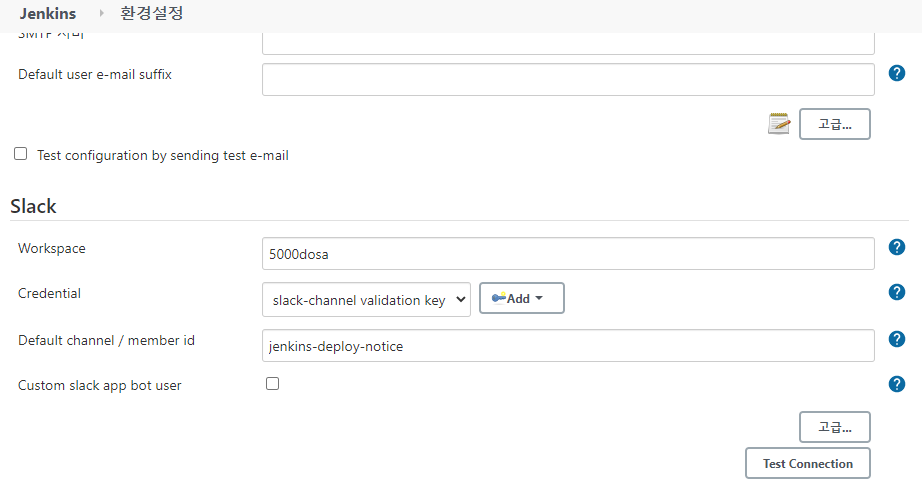 Jenkins 환경설정
SMTP 서버
Default user e-mail suffix
고급...
Test configuration by sending test e-mail
Slack
Workspace 5000dosa
Credential slack-channel validation key Add
Default channel / member id jenkins-deploy-notice
Custom slack app bot user
고급...
Test Connection